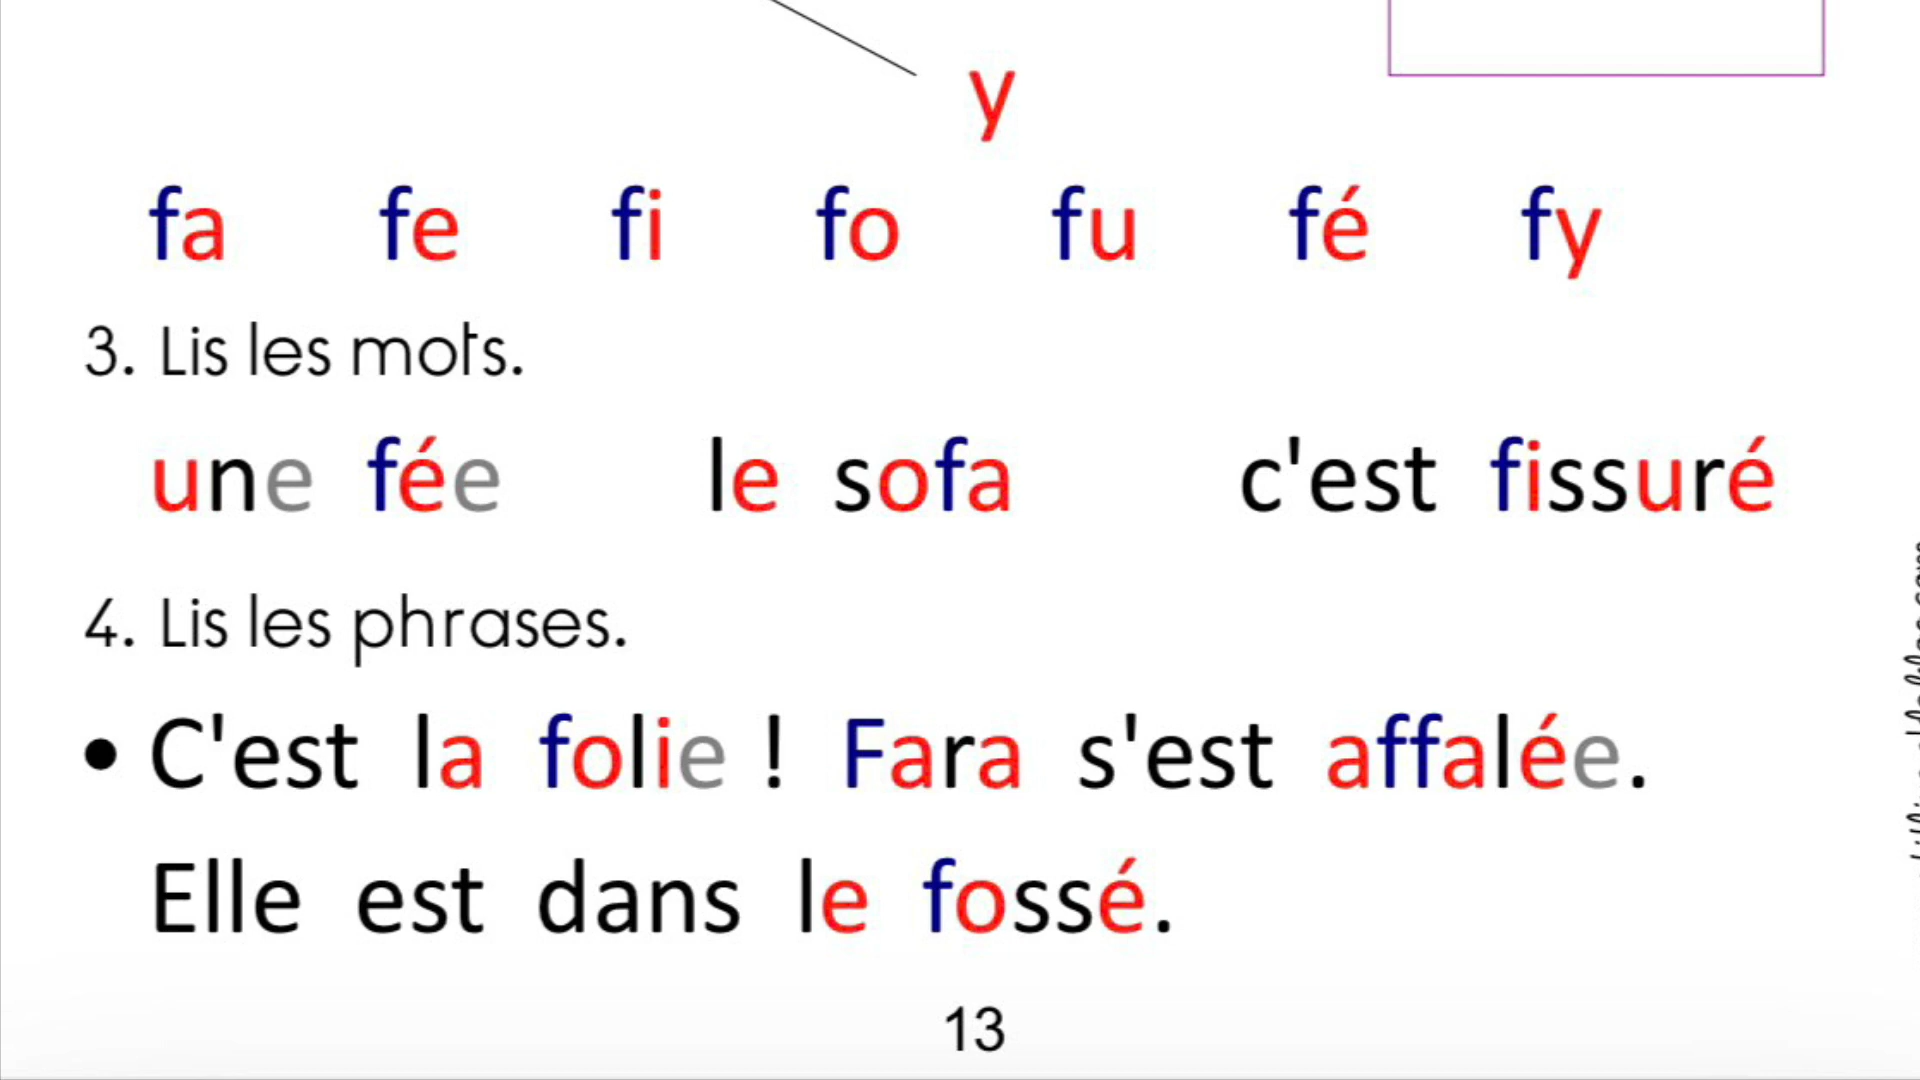 y
fa fe fi fo fu fé fy
3. Lis les mots.
une fée le sofa c'est fissuré
4. Lis les phrases.
• C'est la folie ! Fara s'est affalée.
Elle est dans le fossé.
13